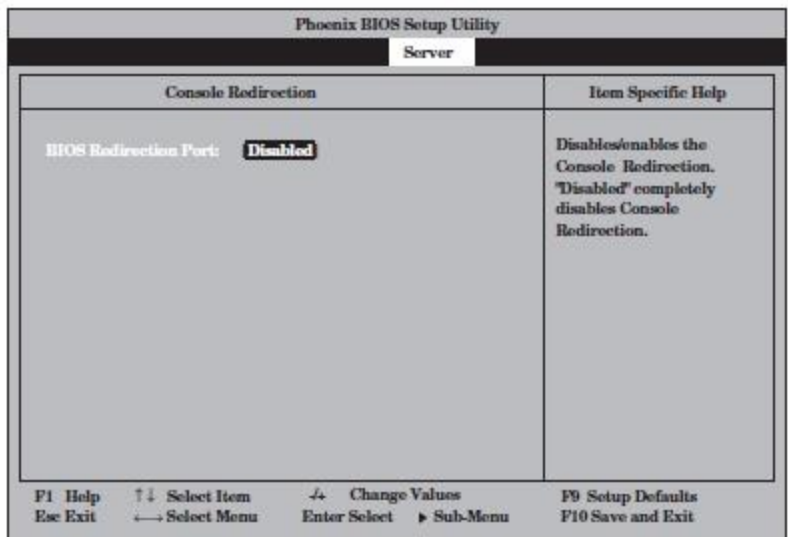 Phoenix BIOS Setup Utility
Server
Console Redirection
Item Specific Help
BIOS Redirection Port: [Disabled]
Disables/enables the
Console Redirection.
"Disabled" completely
disables Console
Redirection.
F1 Help ↑↓ Select Item -/+ Change Values F9 Setup Defaults
Esc Exit ←→ Select Menu Enter Select ▶ Sub-Menu F10 Save and Exit